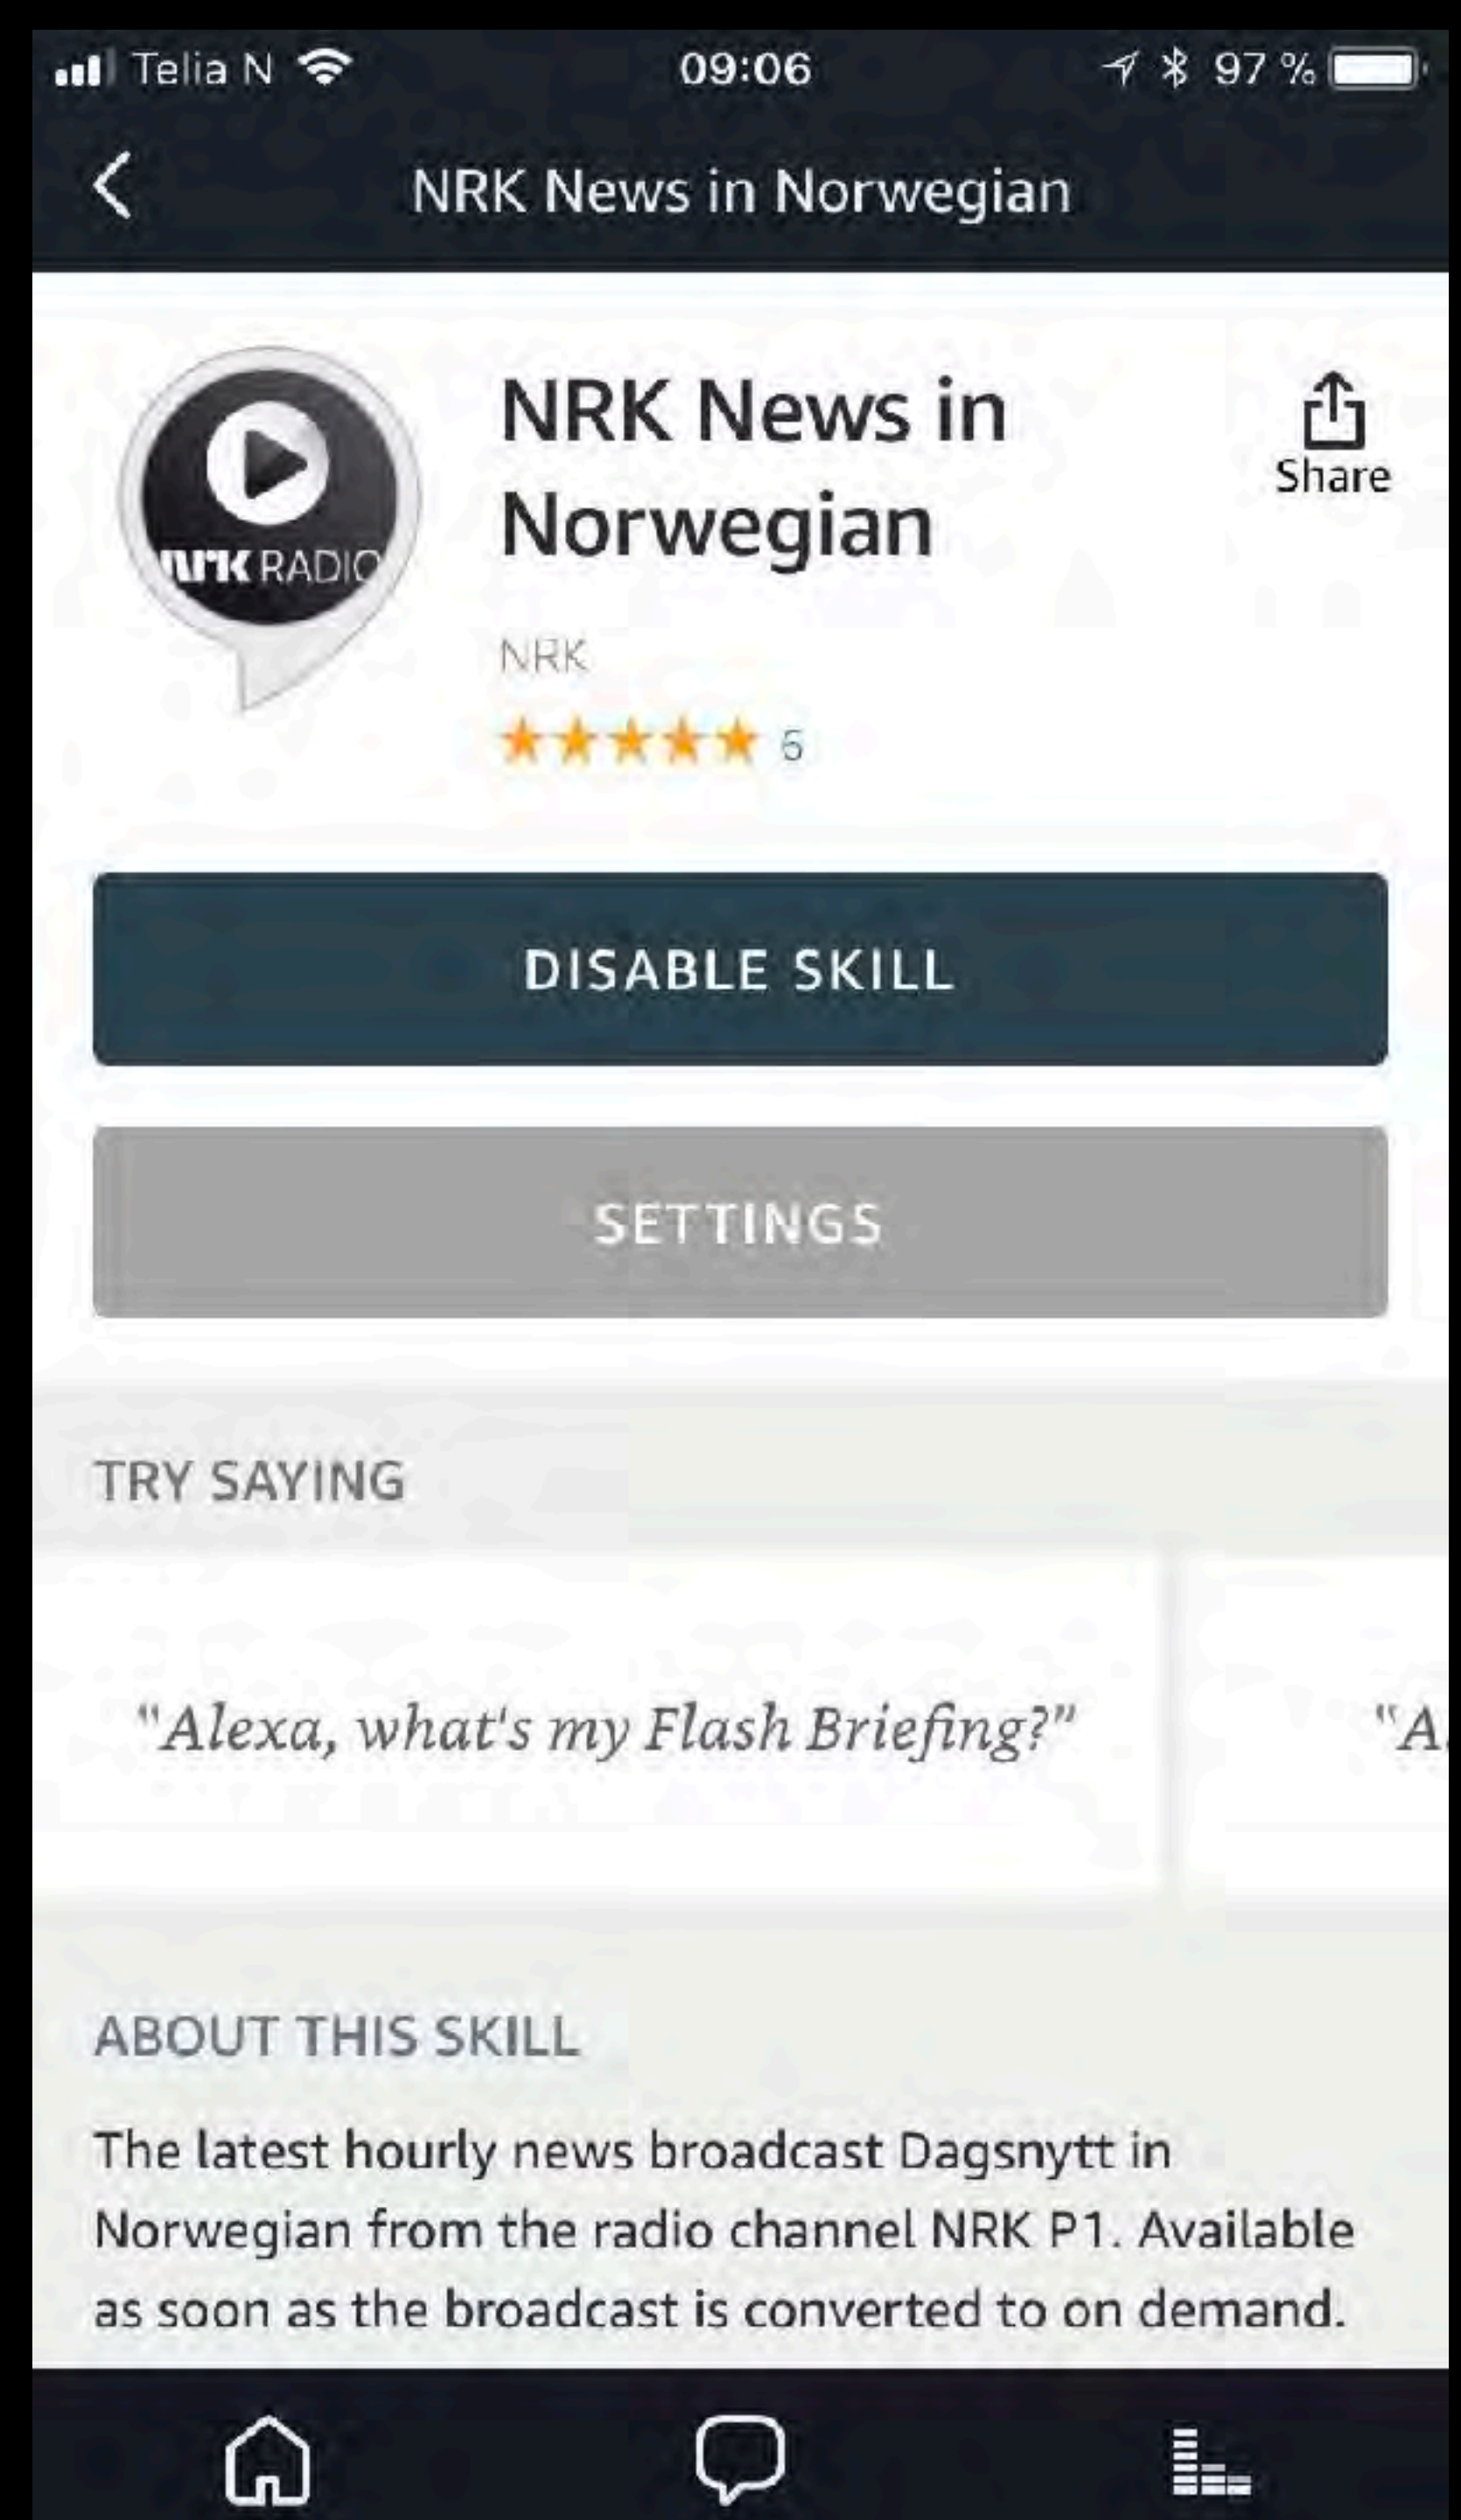 Telia N 09:06 97 %
NRK News in Norwegian
NRK News in
Norwegian
Share
NRK RADIO
NRK
DISABLE SKILL
SETTINGS
TRY SAYING
"Alexa, what's my Flash Briefing?" "A
ABOUT THIS SKILL
The latest hourly news broadcast Dagsnytt in
Norwegian from the radio channel NRK P1. Available
as soon as the broadcast is converted to on demand.